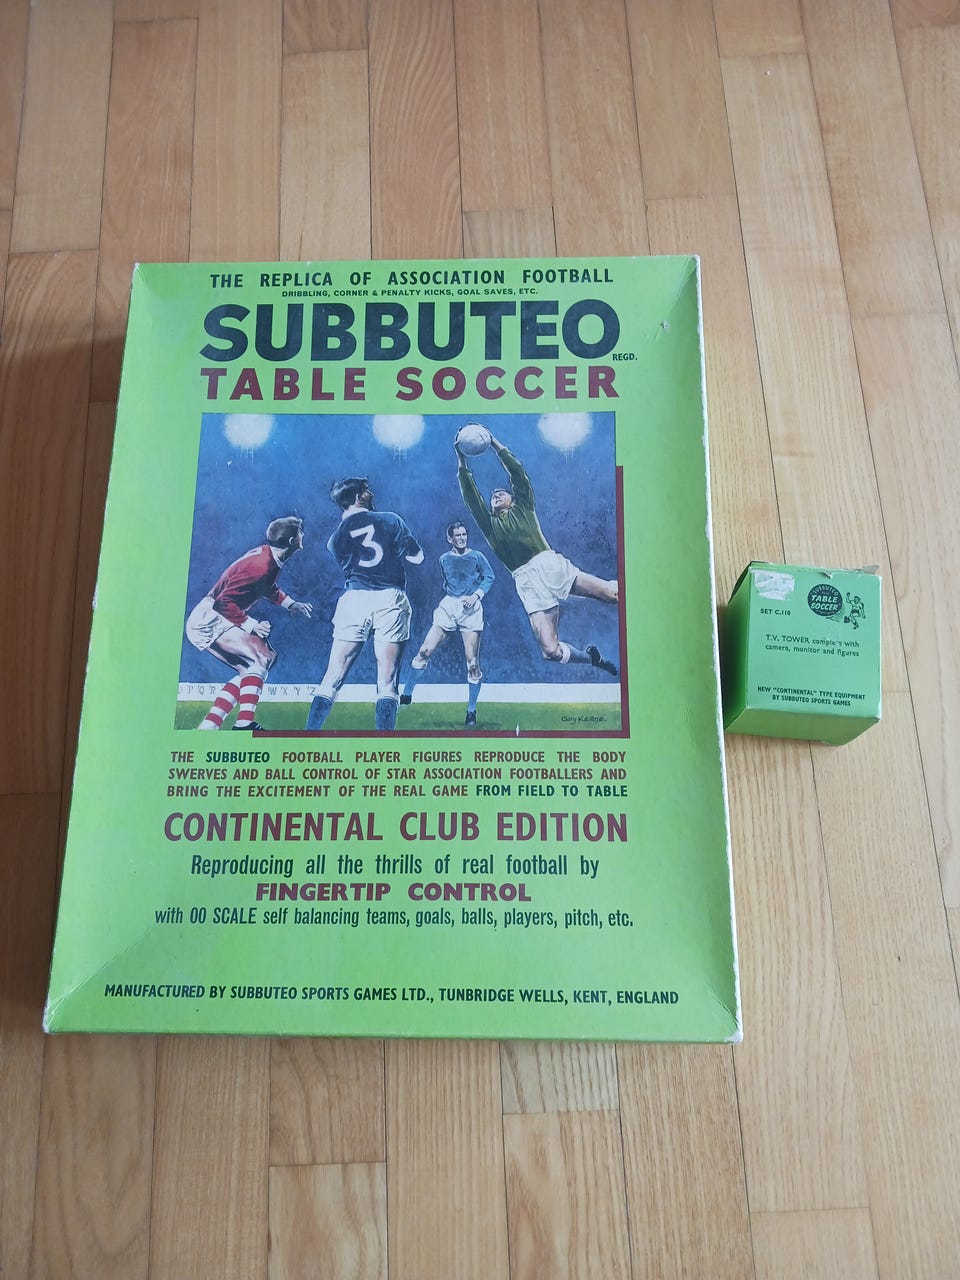 THE REPLICA OF ASSOCIATION FOOTBALL
DRIBBLING, CORNER & PENALTY KICKS, GOAL SAVES, ETC.
SUBBUTEO
REGD.
TABLE SOCCER
3
P Q R
W X Y Z
Guy Keane.
THE SUBBUTEO FOOTBALL PLAYER FIGURES REPRODUCE THE BODY
SWERVES AND BALL CONTROL OF STAR ASSOCIATION FOOTBALLERS AND
BRING THE EXCITEMENT OF THE REAL GAME FROM FIELD TO TABLE
CONTINENTAL CLUB EDITION
Reproducing all the thrills of real football by
FINGERTIP CONTROL
with 00 SCALE self balancing teams, goals, balls, players, pitch, etc.
MANUFACTURED BY SUBBUTEO SPORTS GAMES LTD., TUNBRIDGE WELLS, KENT, ENGLAND
SUBBUTEO
TABLE
SOCCER
SET C.110
T.V. TOWER complete with
camera, monitor and figures
NEW "CONTINENTAL" TYPE EQUIPMENT
BY SUBBUTEO SPORTS GAMES